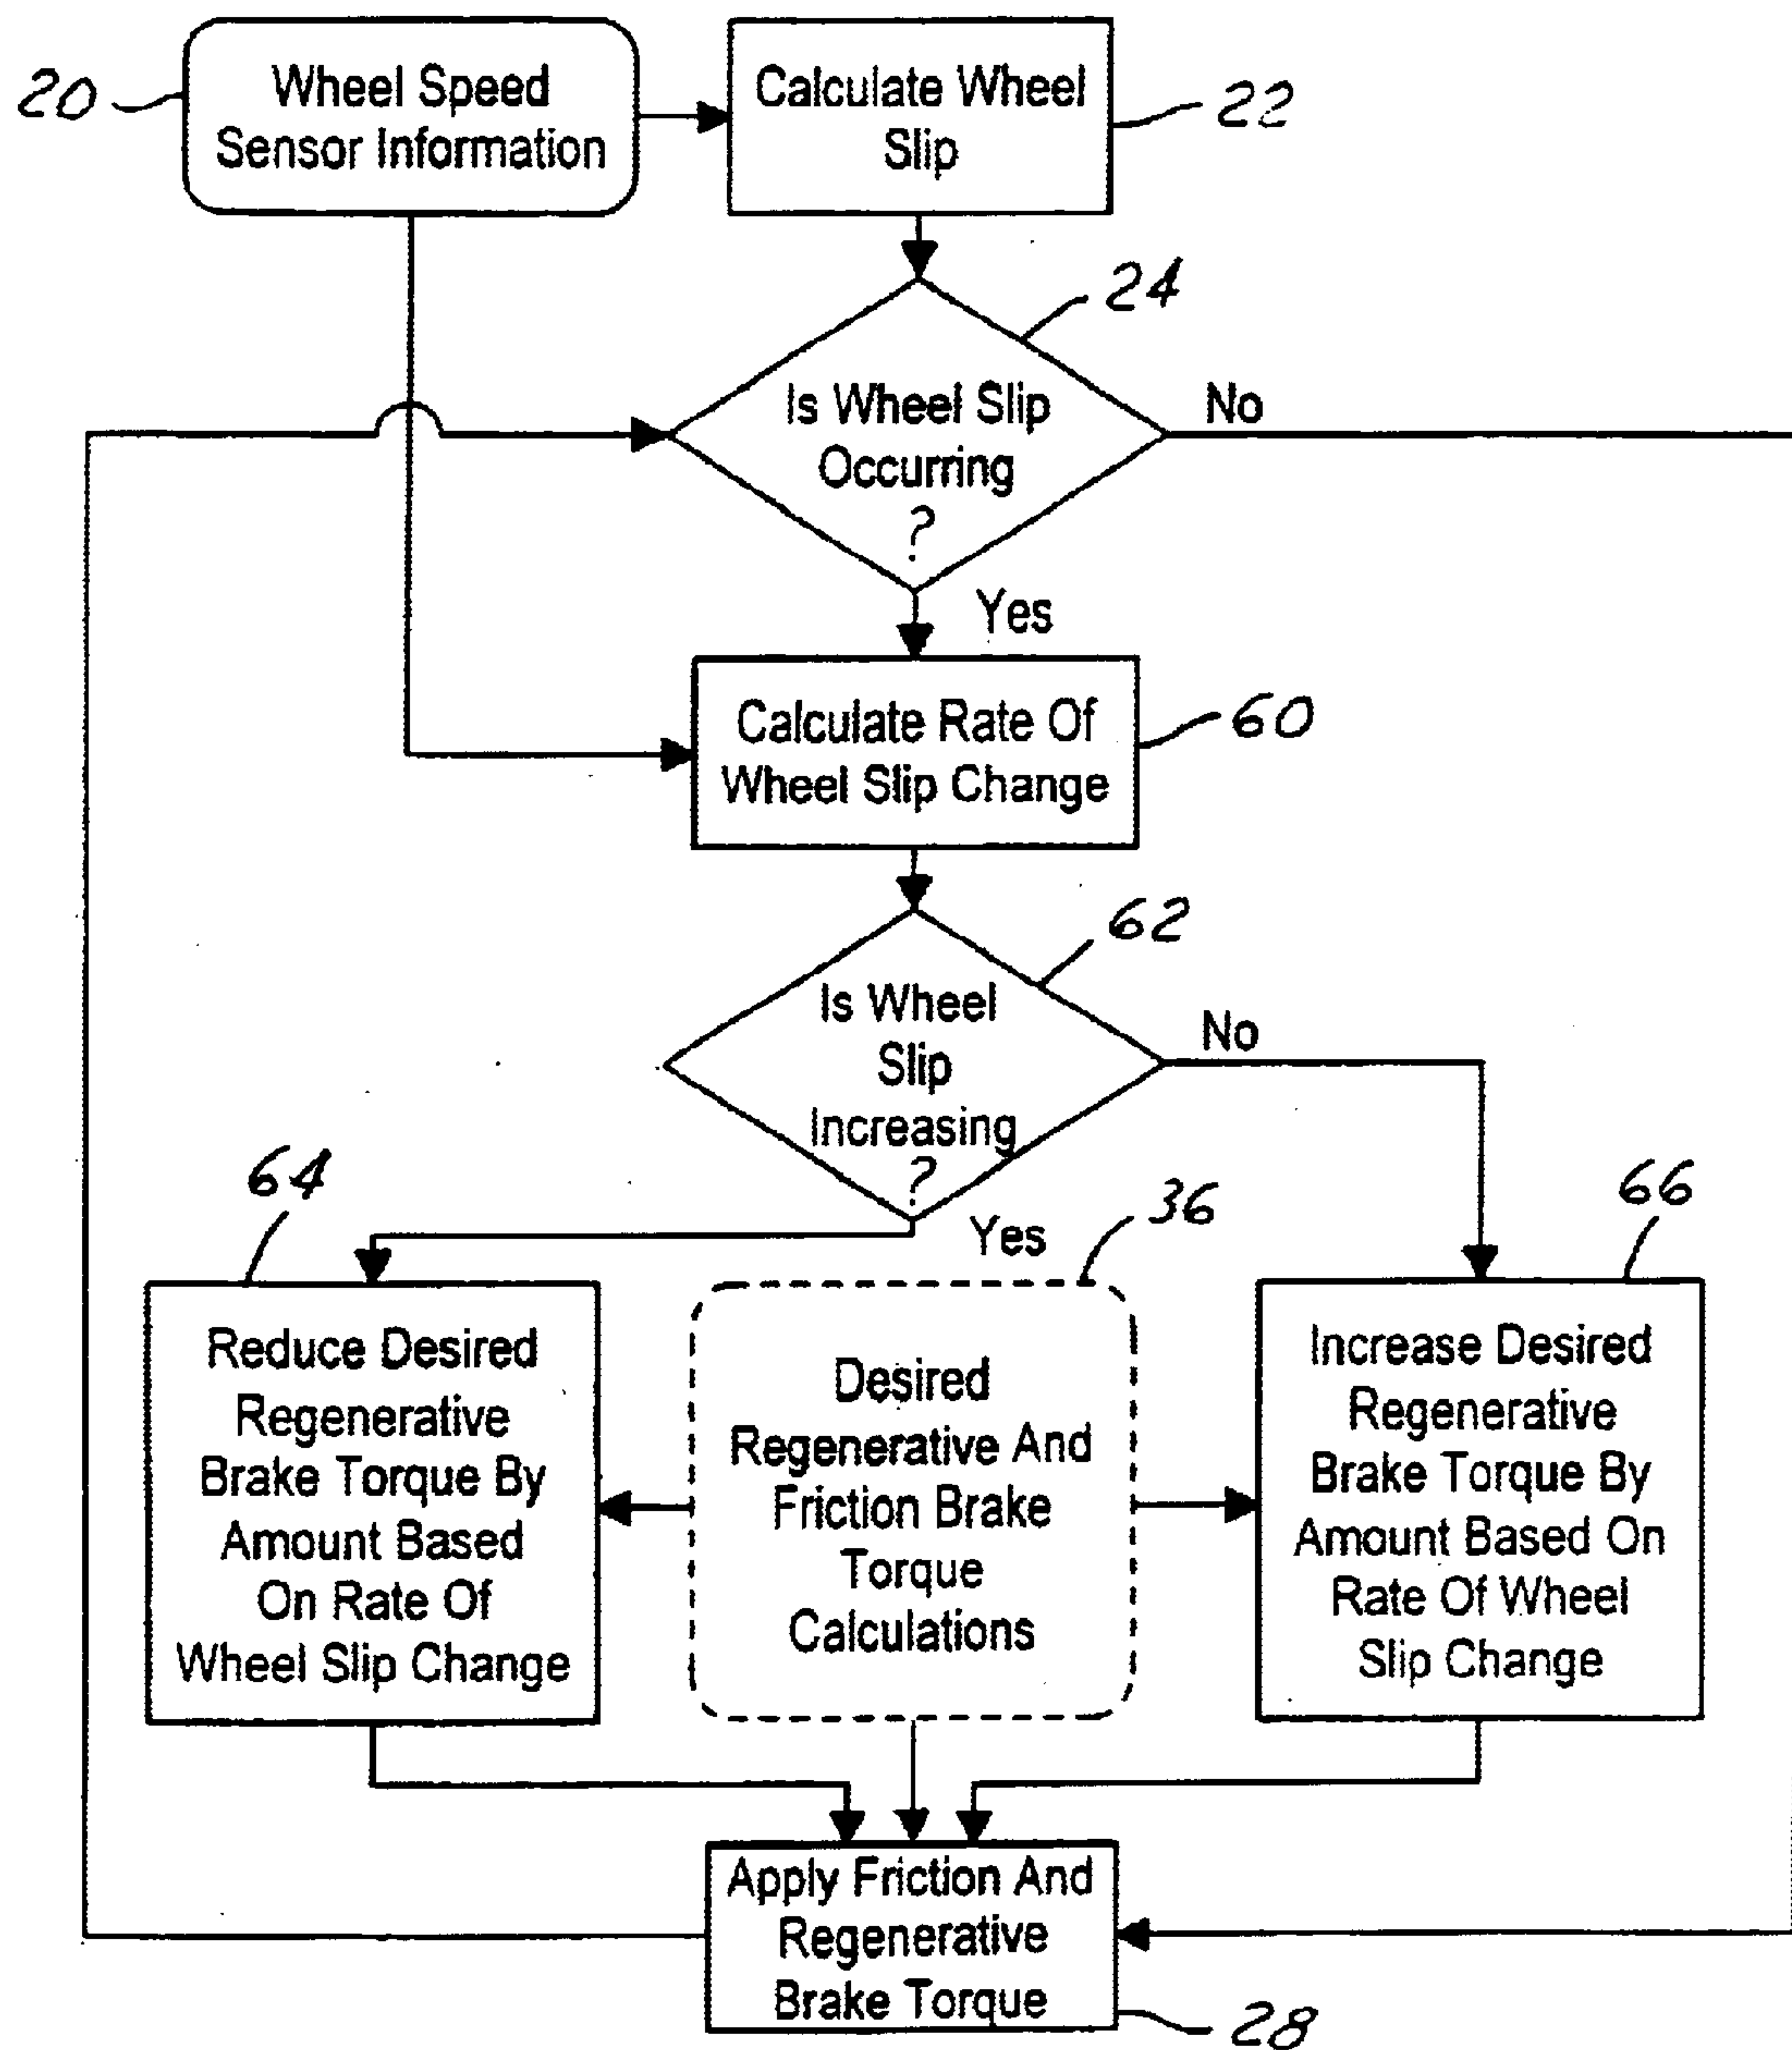 20
Wheel Speed
Sensor Information
Calculate Wheel
Slip
22
24
Is Wheel Slip
Occurring
?
No
Yes
Calculate Rate Of
Wheel Slip Change
60
62
Is Wheel
Slip
Increasing
?
No
Yes
64
Reduce Desired
Regenerative
Brake Torque By
Amount Based
On Rate Of
Wheel Slip Change
36
Desired
Regenerative And
Friction Brake
Torque
Calculations
66
Increase Desired
Regenerative
Brake Torque By
Amount Based On
Rate Of Wheel
Slip Change
Apply Friction And
Regenerative
Brake Torque
28